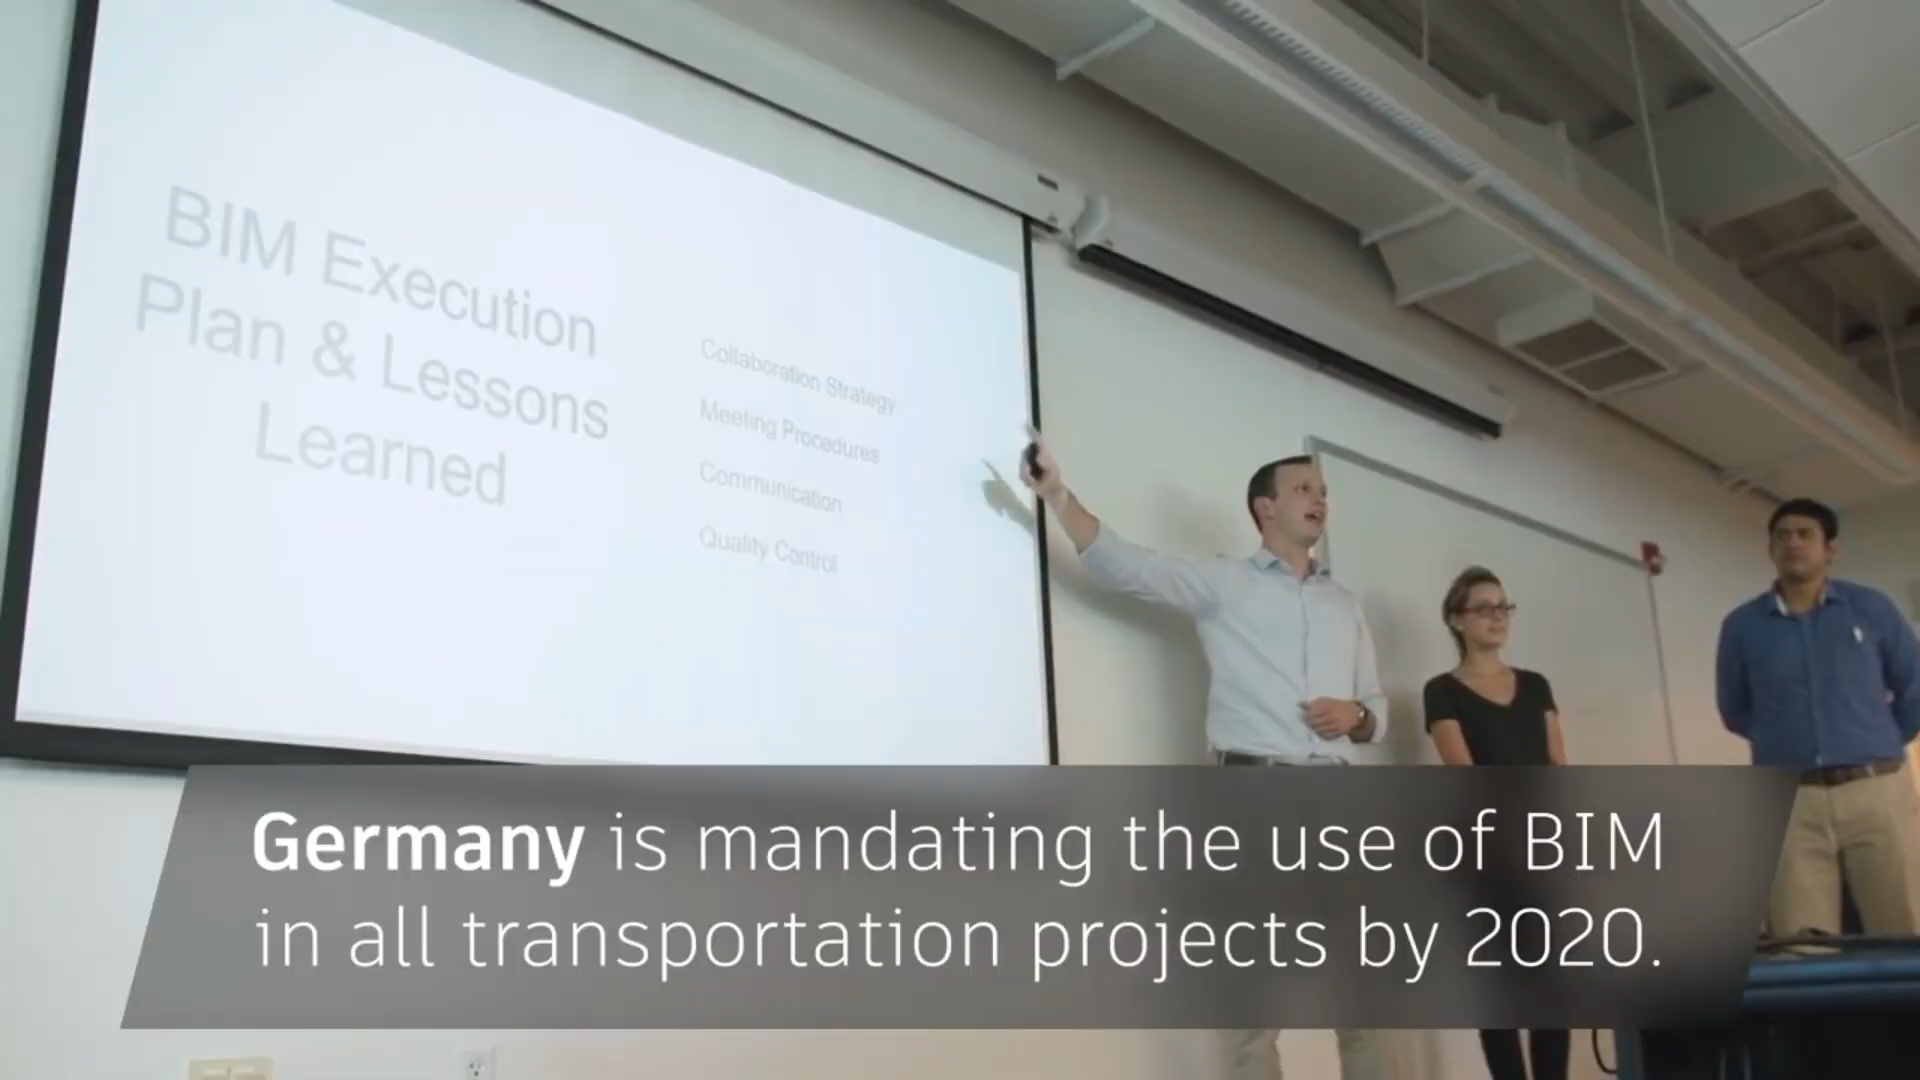 BIM Execution
Plan & Lessons
Learned
Collaboration Strategy
Meeting Procedures
Communication
Quality Control
Germany is mandating the use of BIM
in all transportation projects by 2020.